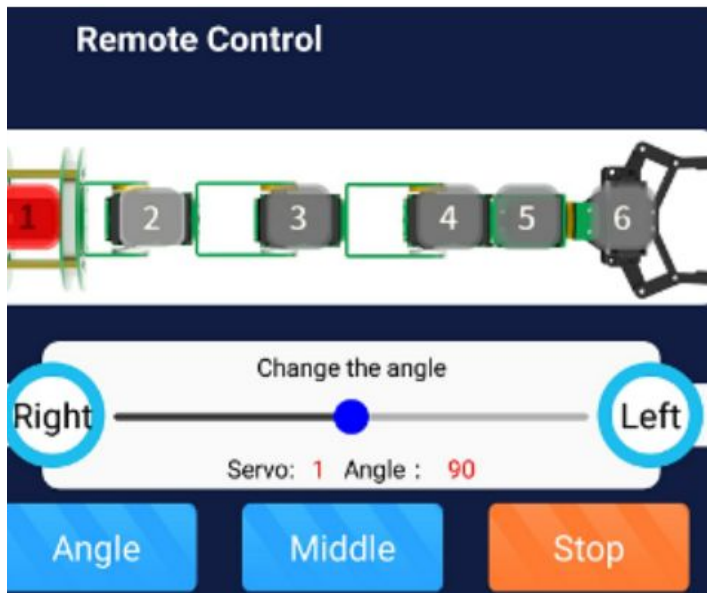 Remote Control
1 2 3 4 5 6
Change the angle
Right Left
Servo: 1 Angle : 90
Angle Middle Stop